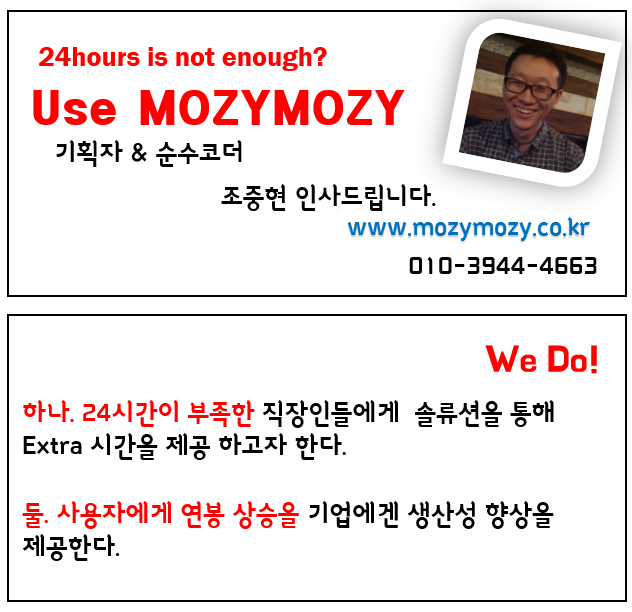 24hours is not enough?
Use MOZYMOZY
기획자 & 순수코더
조중현 인사드립니다.
www.mozymozy.co.kr
010-3944-4663
We Do!
하나. 24시간이 부족한 직장인들에게 솔류션을 통해
Extra 시간을 제공 하고자 한다.
둘. 사용자에게 연봉 상승을 기업에겐 생산성 향상을
제공한다.